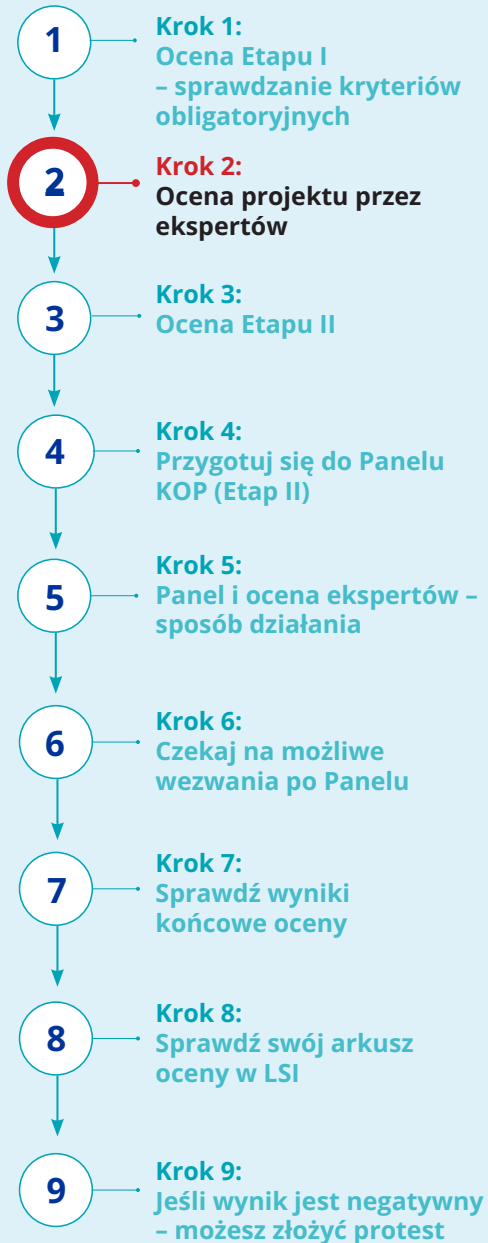 1
Krok 1:
Ocena Etapu I
– sprawdzanie kryteriów
obligatoryjnych
2
Krok 2:
Ocena projektu przez
ekspertów
3
Krok 3:
Ocena Etapu II
4
Krok 4:
Przygotuj się do Panelu
KOP (Etap II)
5
Krok 5:
Panel i ocena ekspertów –
sposób działania
6
Krok 6:
Czekaj na możliwe
wezwania po Panelu
7
Krok 7:
Sprawdź wyniki
końcowe oceny
8
Krok 8:
Sprawdź swój arkusz
oceny w LSI
9
Krok 9:
Jeśli wynik jest negatywny
– możesz złożyć protest